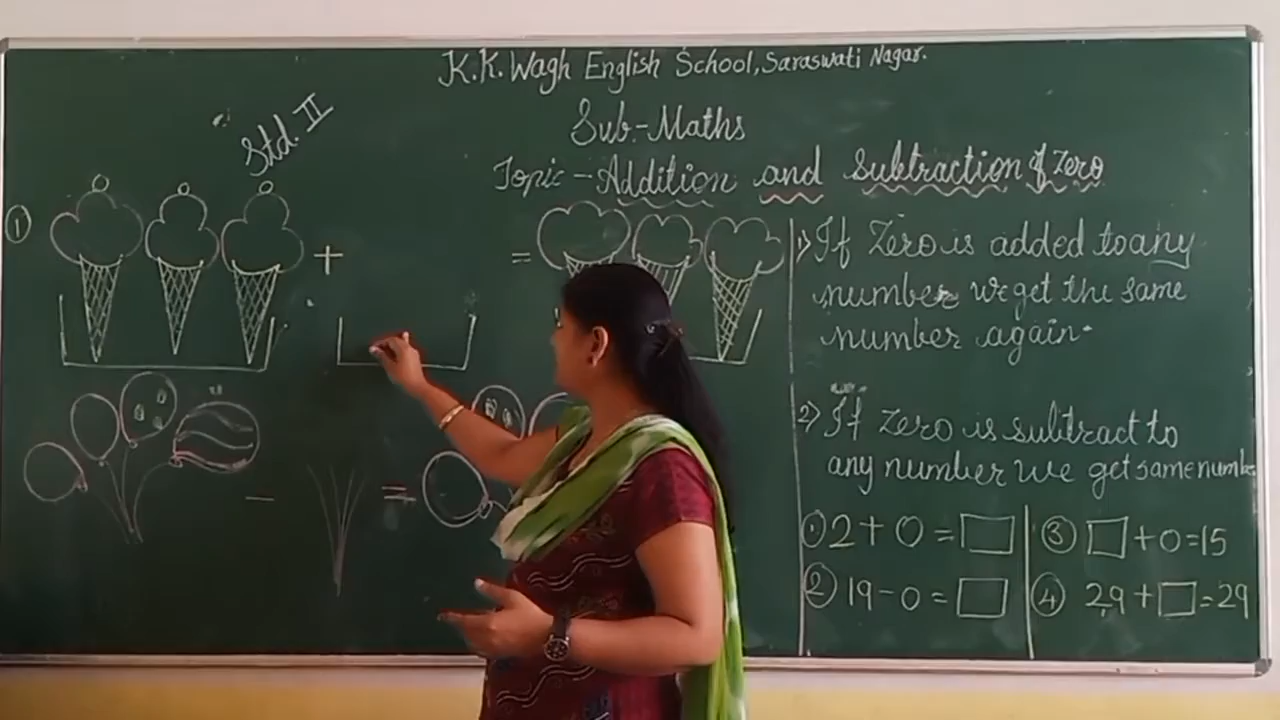 K.K. Wagh English School, Saraswati Nagar.
Std. II
Sub.-Maths
Topic - Addition and Subtraction of Zero
①
+
=
1) If Zero is added to any
number we get the same
number again.
- =
2) If zero is subtract to
any number we get same number
① 2 + 0 = □
② 19 - 0 = □
③ □ + 0 = 15
④ 29 + □ = 29